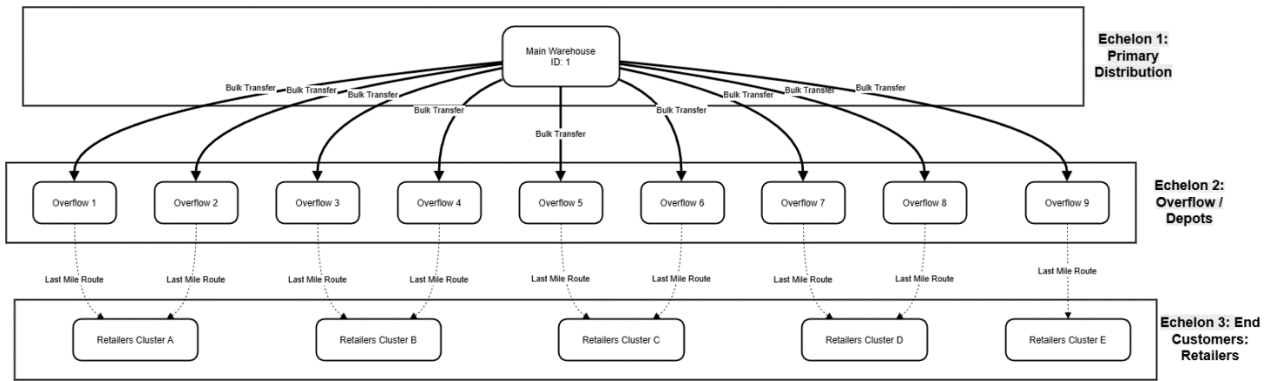 Main Warehouse
ID: 1
Echelon 1:
Primary
Distribution
Bulk Transfer
Bulk Transfer
Bulk Transfer
Bulk Transfer
Bulk Transfer
Bulk Transfer
Bulk Transfer
Bulk Transfer
Bulk Transfer
Overflow 1
Overflow 2
Overflow 3
Overflow 4
Overflow 5
Overflow 6
Overflow 7
Overflow 8
Overflow 9
Echelon 2:
Overflow /
Depots
Last Mile Route
Last Mile Route
Last Mile Route
Last Mile Route
Last Mile Route
Last Mile Route
Last Mile Route
Last Mile Route
Last Mile Route
Retailers Cluster A
Retailers Cluster B
Retailers Cluster C
Retailers Cluster D
Retailers Cluster E
Echelon 3: End
Customers:
Retailers